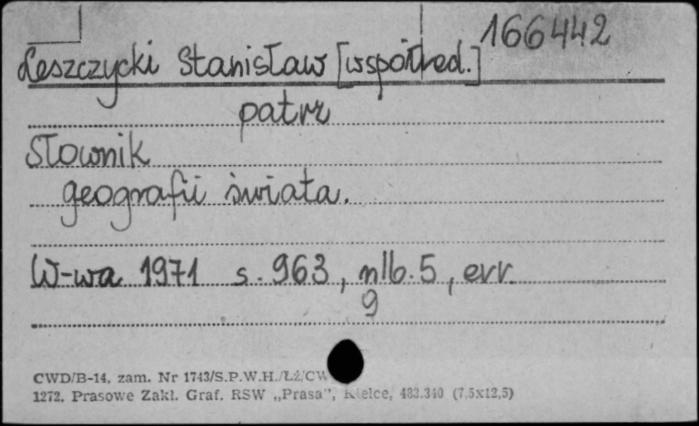 166442
Leszczycki Stanisław [współred.]
patrz
Słownik
geografii świata.
W-wa 1971 s. 963, nlb. 5, err.
9
CWD/B-14, zam. Nr 1743/S.P.W.H./Łż/CW
1272. Prasowe Zakł. Graf. RSW „Prasa", Kielce, 483.340 (7,5x12,5)